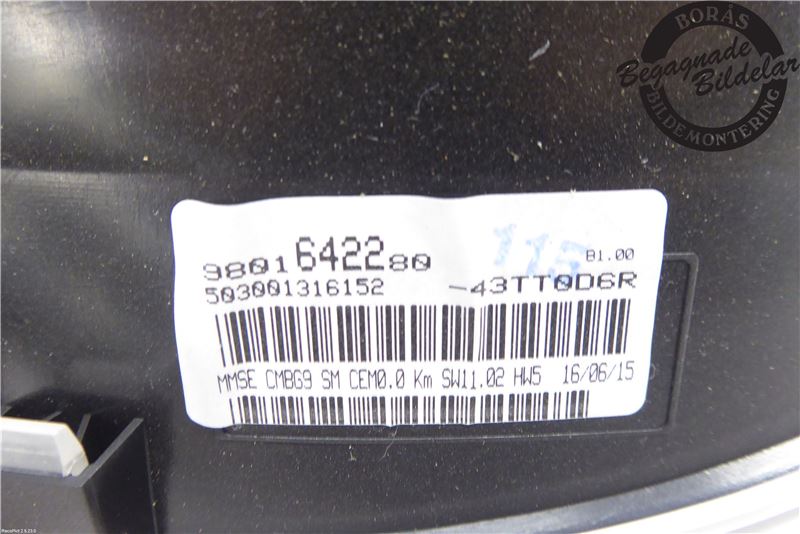 BORÅS
Begagnade
Bildelar
BILDEMONTERING
115
9801642280
B1.00
503001316152 -43TT0D6R
MMSE CMBG9 SM CEM0.0 Km SW11.02 HW5 16/06/15